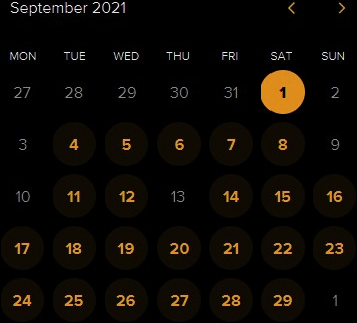 September 2021
MON TUE WED THU FRI SAT SUN
27 28 29 30 31 1 2
3 4 5 6 7 8 9
10 11 12 13 14 15 16
17 18 19 20 21 22 23
24 25 26 27 28 29 1